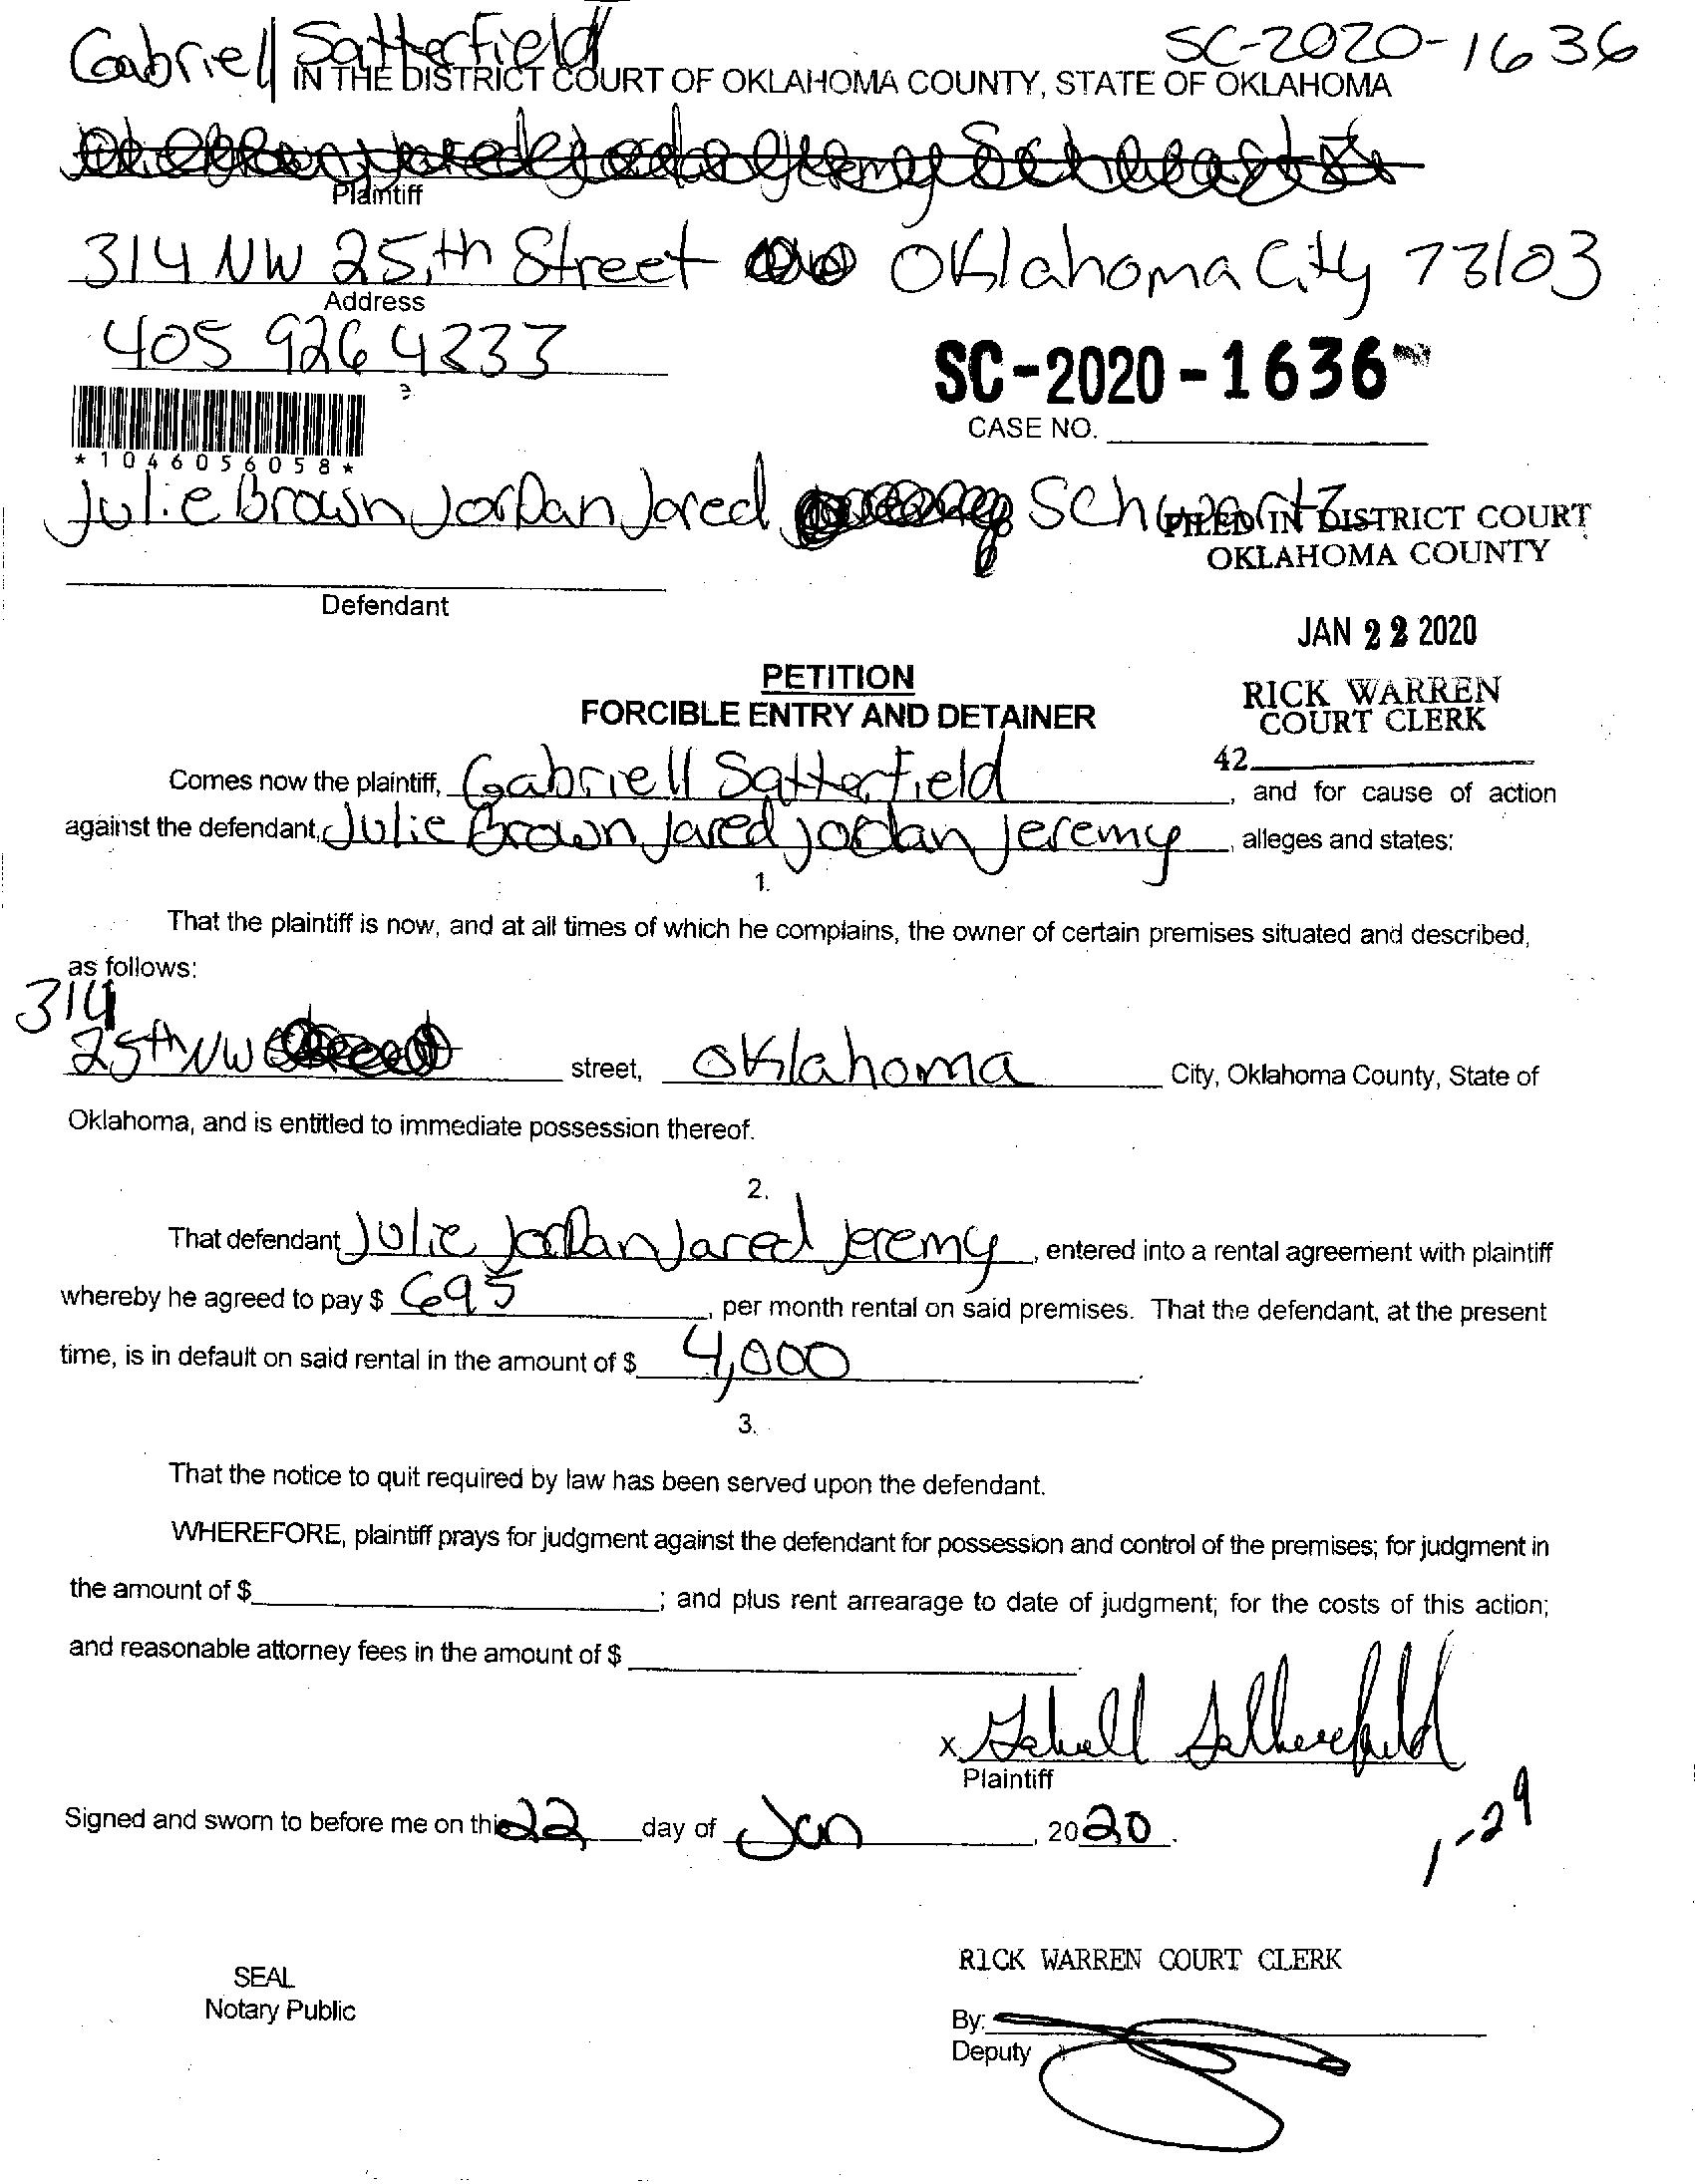 Gabriell Satterfield SC-2020-1636
IN THE DISTRICT COURT OF OKLAHOMA COUNTY, STATE OF OKLAHOMA
Plaintiff
314 NW 25th Street Oklahoma City 73103
Address
405 926 4333
SC-2020-1636
CASE NO.
*1046056058*
Julie Brown Jordan Jared Schwartz
FILED IN DISTRICT COURT
OKLAHOMA COUNTY
Defendant
JAN 22 2020
PETITION
FORCIBLE ENTRY AND DETAINER
RICK WARREN
COURT CLERK
42
Comes now the plaintiff, Gabriell Satterfield, and for cause of action
against the defendant, Julie Brown Jared Jordan Jeremy, alleges and states:
1.
That the plaintiff is now, and at all times of which he complains, the owner of certain premises situated and described,
as follows:
314
25th NW street, Oklahoma City, Oklahoma County, State of
Oklahoma, and is entitled to immediate possession thereof.
2.
That defendant Julie Jordan Jared Jeremy, entered into a rental agreement with plaintiff
whereby he agreed to pay $ 695, per month rental on said premises. That the defendant, at the present
time, is in default on said rental in the amount of $ 4,000.
3.
That the notice to quit required by law has been served upon the defendant.
WHEREFORE, plaintiff prays for judgment against the defendant for possession and control of the premises; for judgment in
the amount of $ ; and plus rent arrearage to date of judgment; for the costs of this action;
and reasonable attorney fees in the amount of $ .
x Gabriell Satterfield
Plaintiff
Signed and sworn to before me on this 22 day of Jan, 2020.
1-29
RICK WARREN COURT CLERK
SEAL
Notary Public
By:
Deputy